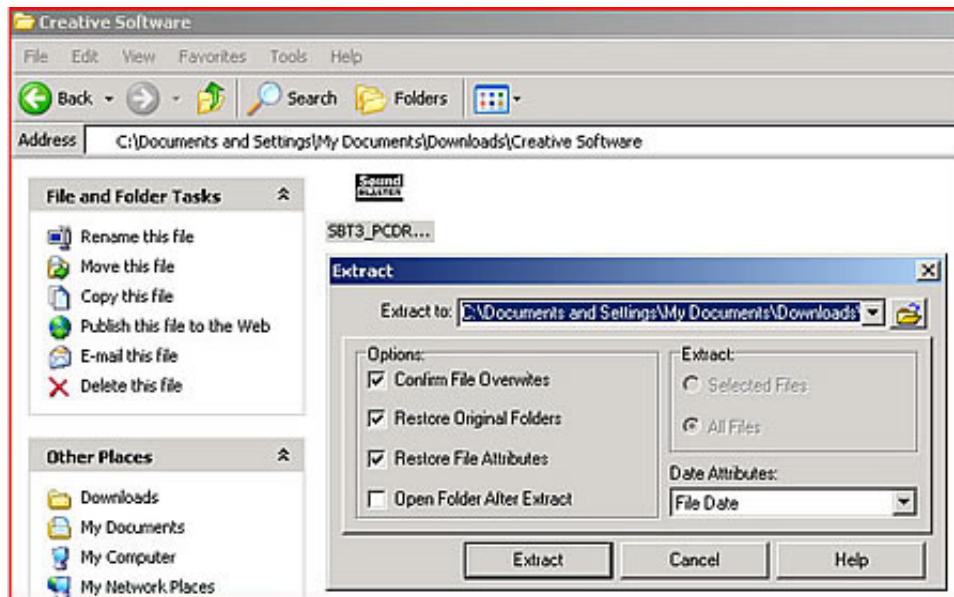 Creative Software
File Edit View Favorites Tools Help
Back Search Folders
Address C:\Documents and Settings\My Documents\Downloads\Creative Software
File and Folder Tasks
Rename this file
Move this file
Copy this file
Publish this file to the Web
E-mail this file
Delete this file
Other Places
Downloads
My Documents
My Computer
My Network Places
Sound
BLASTER
SBT3_PCDR...
Extract
Extract to: C:\Documents and Settings\My Documents\Downloads\
Options:
Confirm File Overwites
Restore Original Folders
Restore File Attributes
Open Folder After Extract
Extract:
Selected Files
All Files
Date Attributes:
File Date
Extract Cancel Help